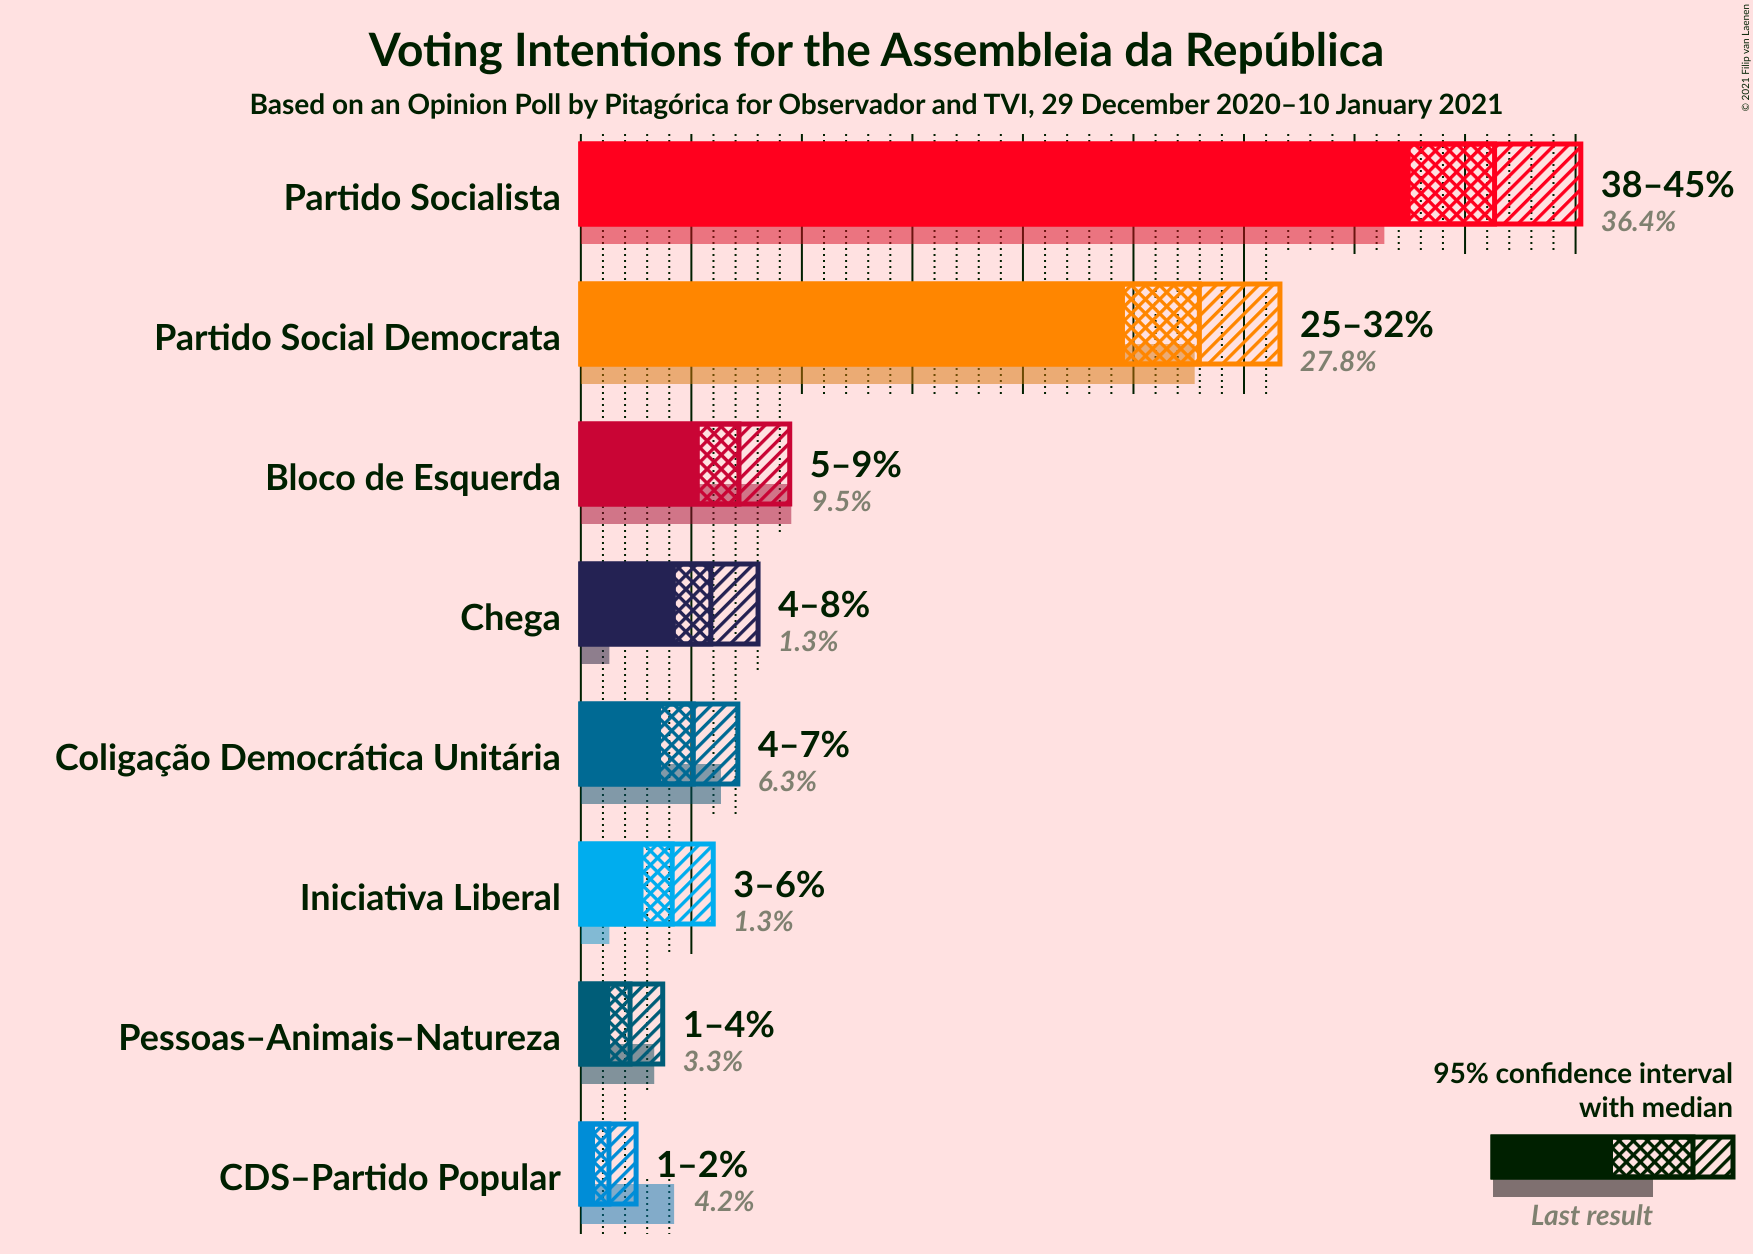 Voting Intentions for the Assembleia da República
Based on an Opinion Poll by Pitagórica for Observador and TVI, 29 December 2020–10 January 2021
© 2021 Filip van Laenen
Partido Socialista
38–45%
36.4%
Partido Social Democrata
25–32%
27.8%
Bloco de Esquerda
5–9%
9.5%
Chega
4–8%
1.3%
Coligação Democrática Unitária
4–7%
6.3%
Iniciativa Liberal
3–6%
1.3%
Pessoas–Animais–Natureza
1–4%
3.3%
CDS–Partido Popular
1–2%
4.2%
95% confidence interval
with median
Last result